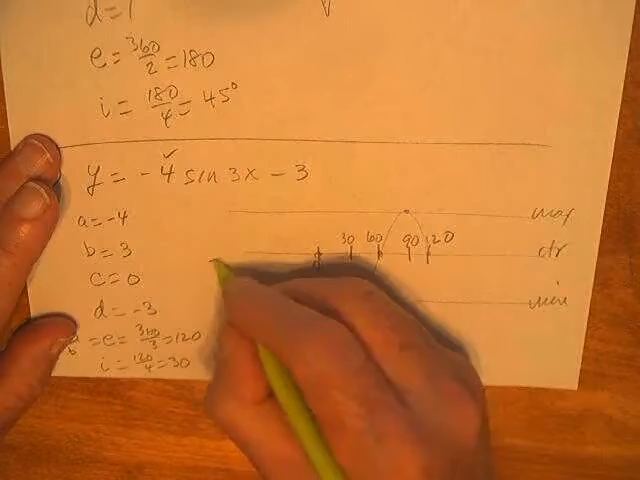 d = 1
e = 360/2 = 180
i = 180/4 = 45°
y = -4 sin 3x - 3
a = -4
b = 3
c = 0
d = -3
= e = 360/3 = 120
i = 120/4 = 30
max
30 60 90 120
min